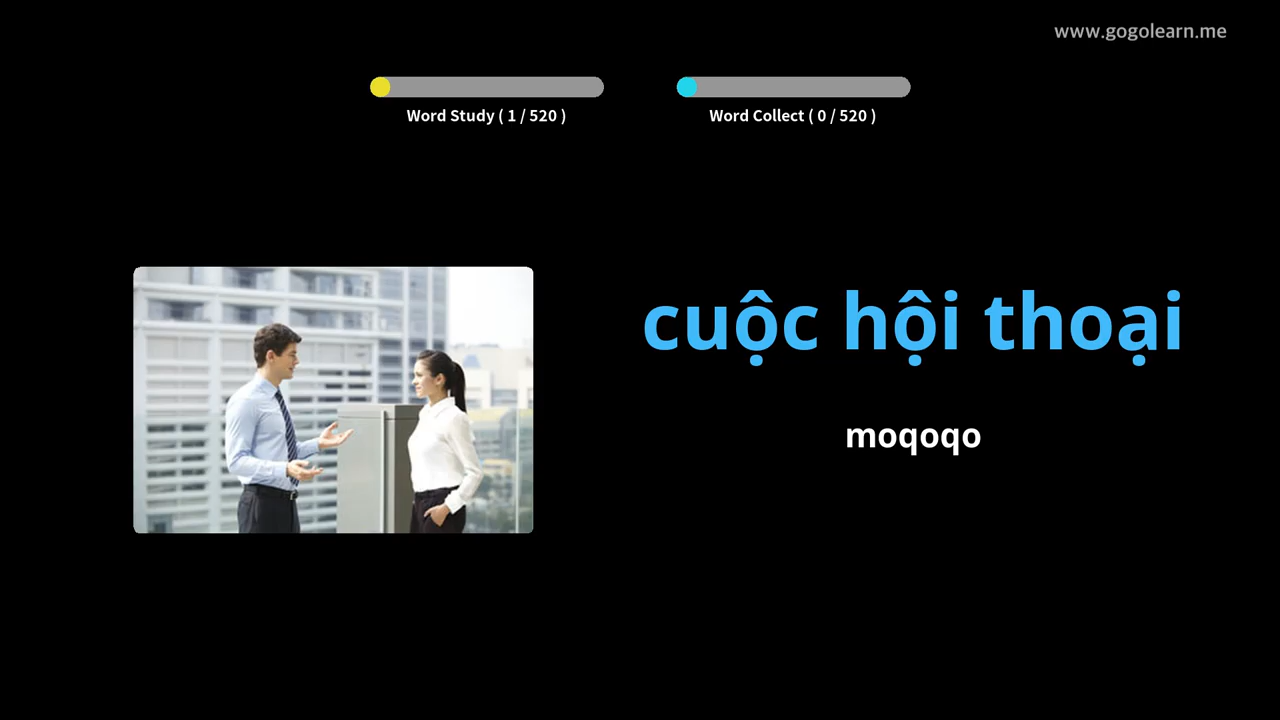 www.gogolearn.me
Word Study ( 1 / 520 )
Word Collect ( 0 / 520 )
cuộc hội thoại
moqoqo